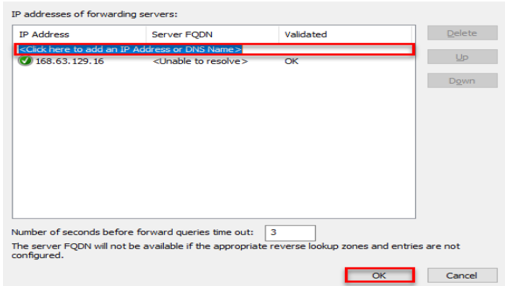 IP addresses of forwarding servers:
IP Address Server FQDN Validated
<Click here to add an IP Address or DNS Name>
168.63.129.16 <Unable to resolve> OK
Delete
Up
Down
Number of seconds before forward queries time out: 3
The server FQDN will not be available if the appropriate reverse lookup zones and entries are not
configured.
OK Cancel